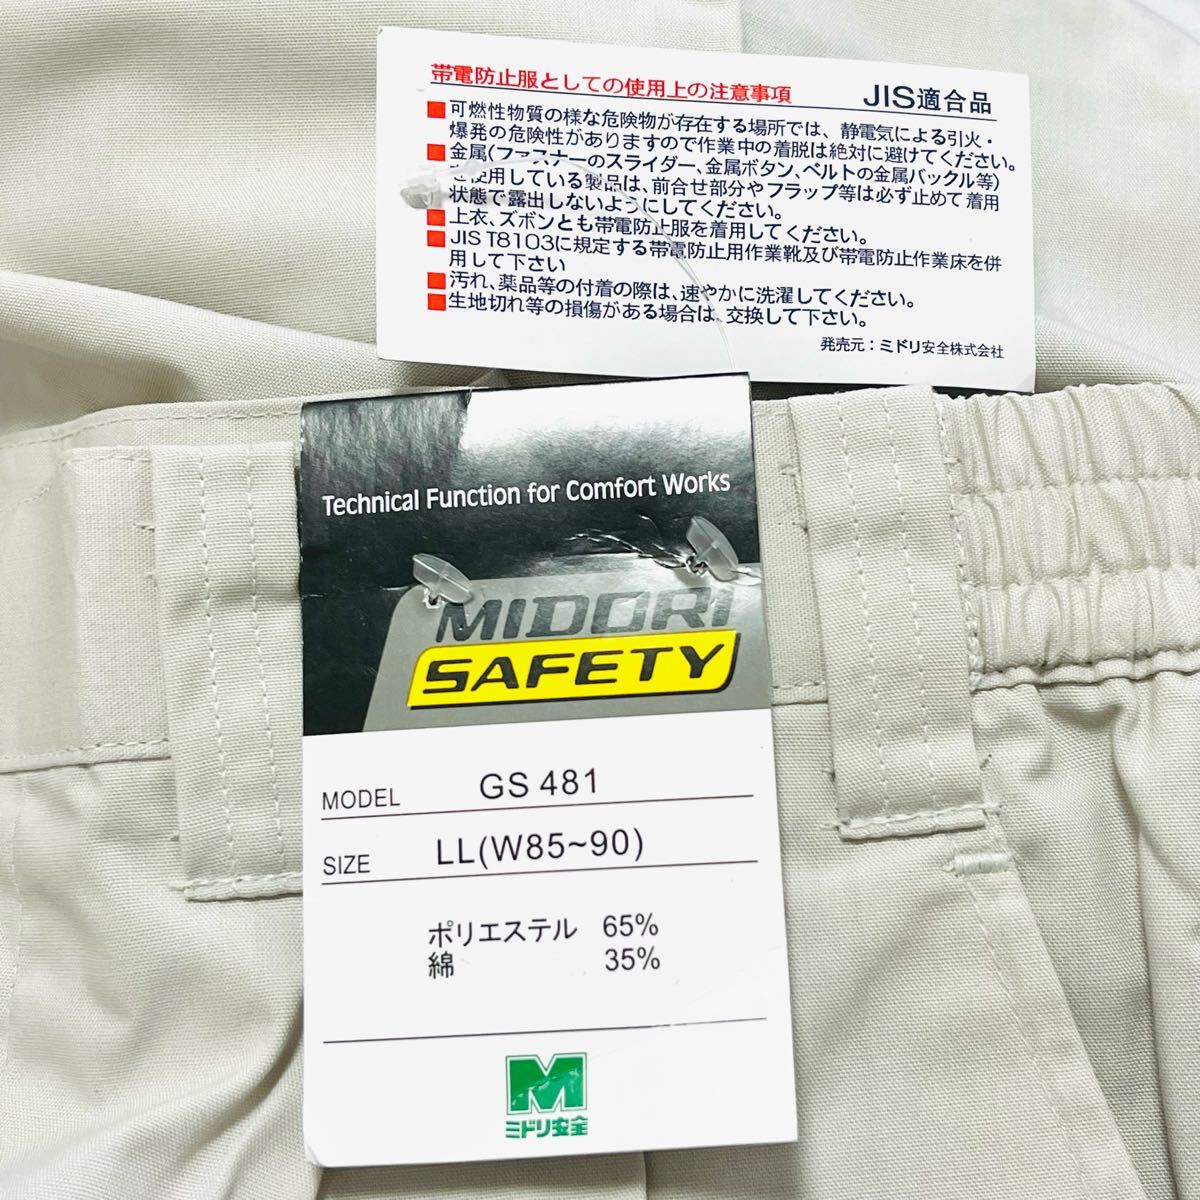 帯電防止服としての使用上の注意事項 JIS適合品
■可燃性物質の様な危険物が存在する場所では、静電気による引火・
爆発の危険性がありますので作業中の着脱は絶対に避けてください。
■金属(ファスナーのスライダー、金属ボタン、ベルトの金属バックル等)
を使用している製品は、前合せ部分やフラップ等は必ず止めて着用
状態で露出しないようにしてください。
■上衣、ズボンとも帯電防止服を着用してください。
■JIS T8103に規定する帯電防止用作業靴及び帯電防止作業床を併
用して下さい
■汚れ、薬品等の付着の際は、速やかに洗濯してください。
■生地切れ等の損傷がある場合は、交換して下さい。
発売元：ミドリ安全株式会社
Technical Function for Comfort Works
MIDORI
SAFETY
MODEL GS 481
SIZE LL(W85~90)
ポリエステル 65%
綿 35%
M
ミドリ安全